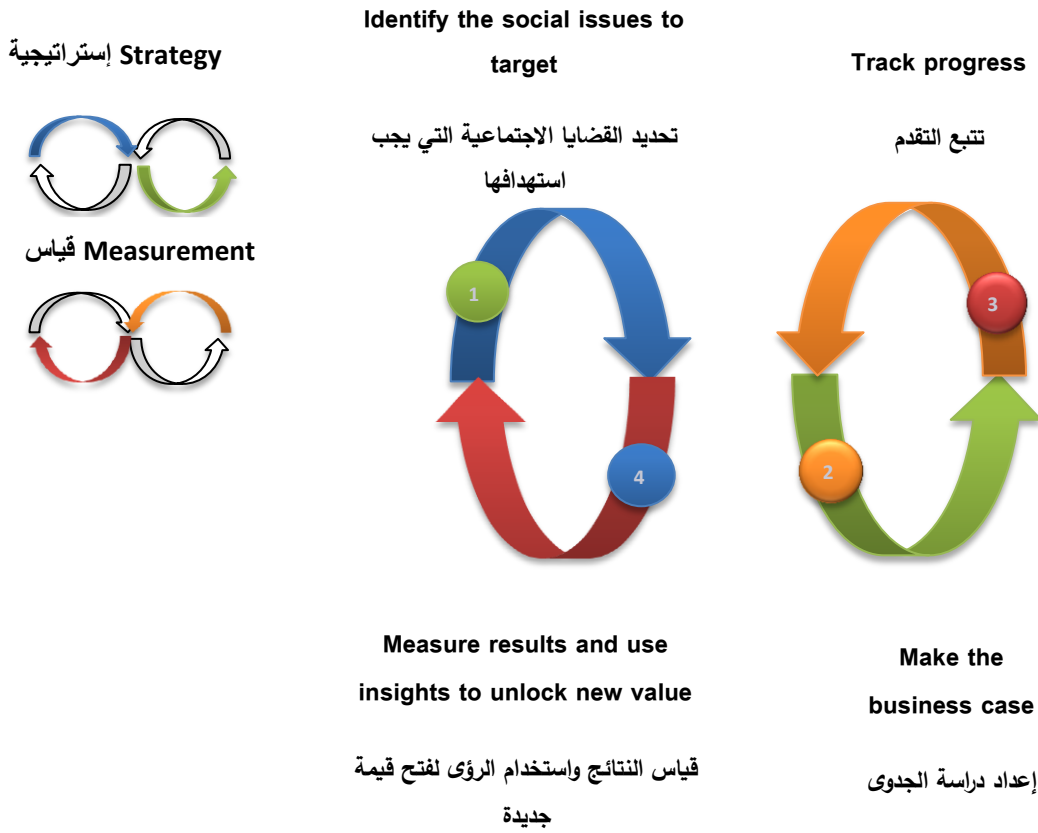 إستراتيجية Strategy
قياس Measurement
Identify the social issues to
target
تحديد القضايا الاجتماعية التي يجب
استهدافها
Track progress
تتبع التقدم
1
3
4
2
Measure results and use
insights to unlock new value
قياس النتائج واستخدام الرؤى لفتح قيمة
جديدة
Make the
business case
إعداد دراسة الجدوى